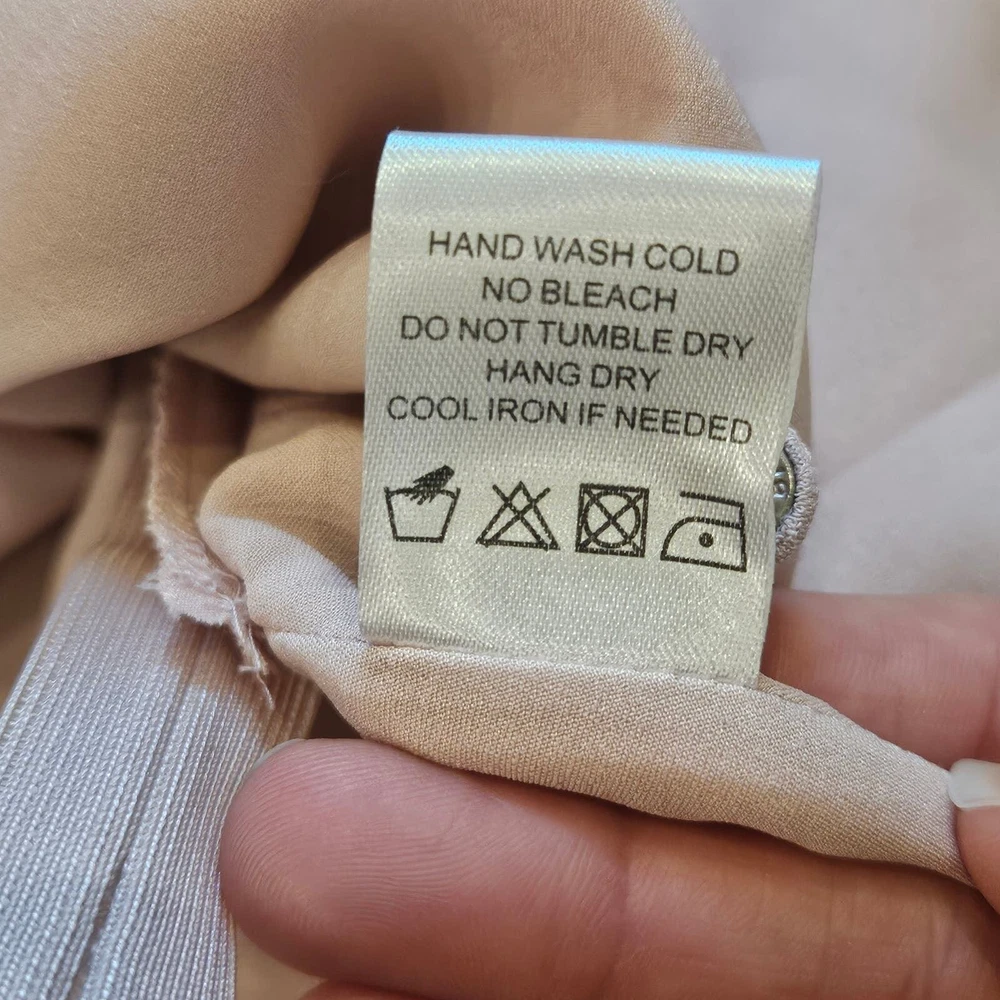 HAND WASH COLD
NO BLEACH
DO NOT TUMBLE DRY
HANG DRY
COOL IRON IF NEEDED